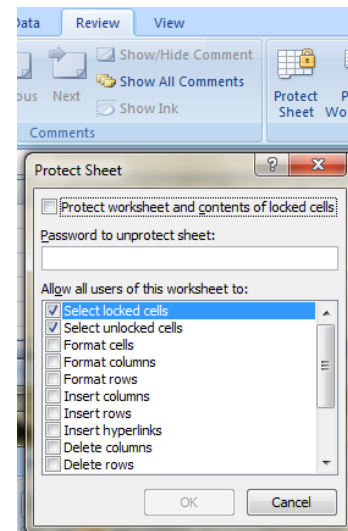 Data Review View
ous Next
Show/Hide Comment
Show All Comments
Show Ink
Comments
Protect
Sheet
Protect Sheet
Protect worksheet and contents of locked cells
Password to unprotect sheet:
Allow all users of this worksheet to:
Select locked cells
Select unlocked cells
Format cells
Format columns
Format rows
Insert columns
Insert rows
Insert hyperlinks
Delete columns
Delete rows
OK Cancel